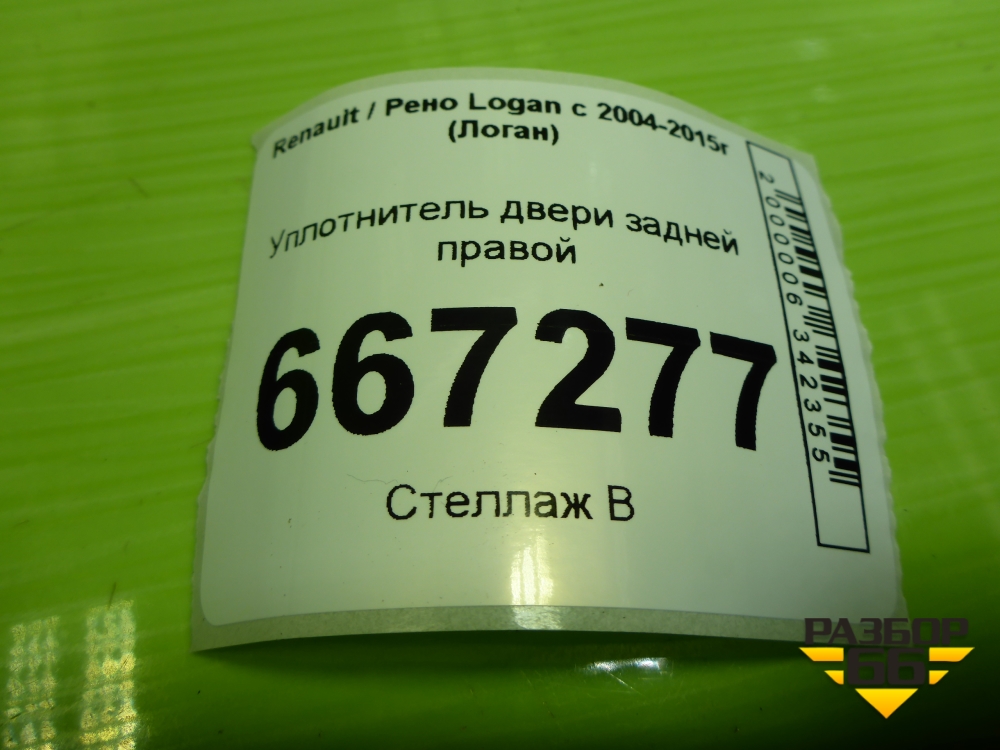 Renault / Рено Logan с 2004-2015г
(Логан)
Уплотнитель двери задней
правой
667277
Стеллаж В
2000006342355
РАЗБОР
66